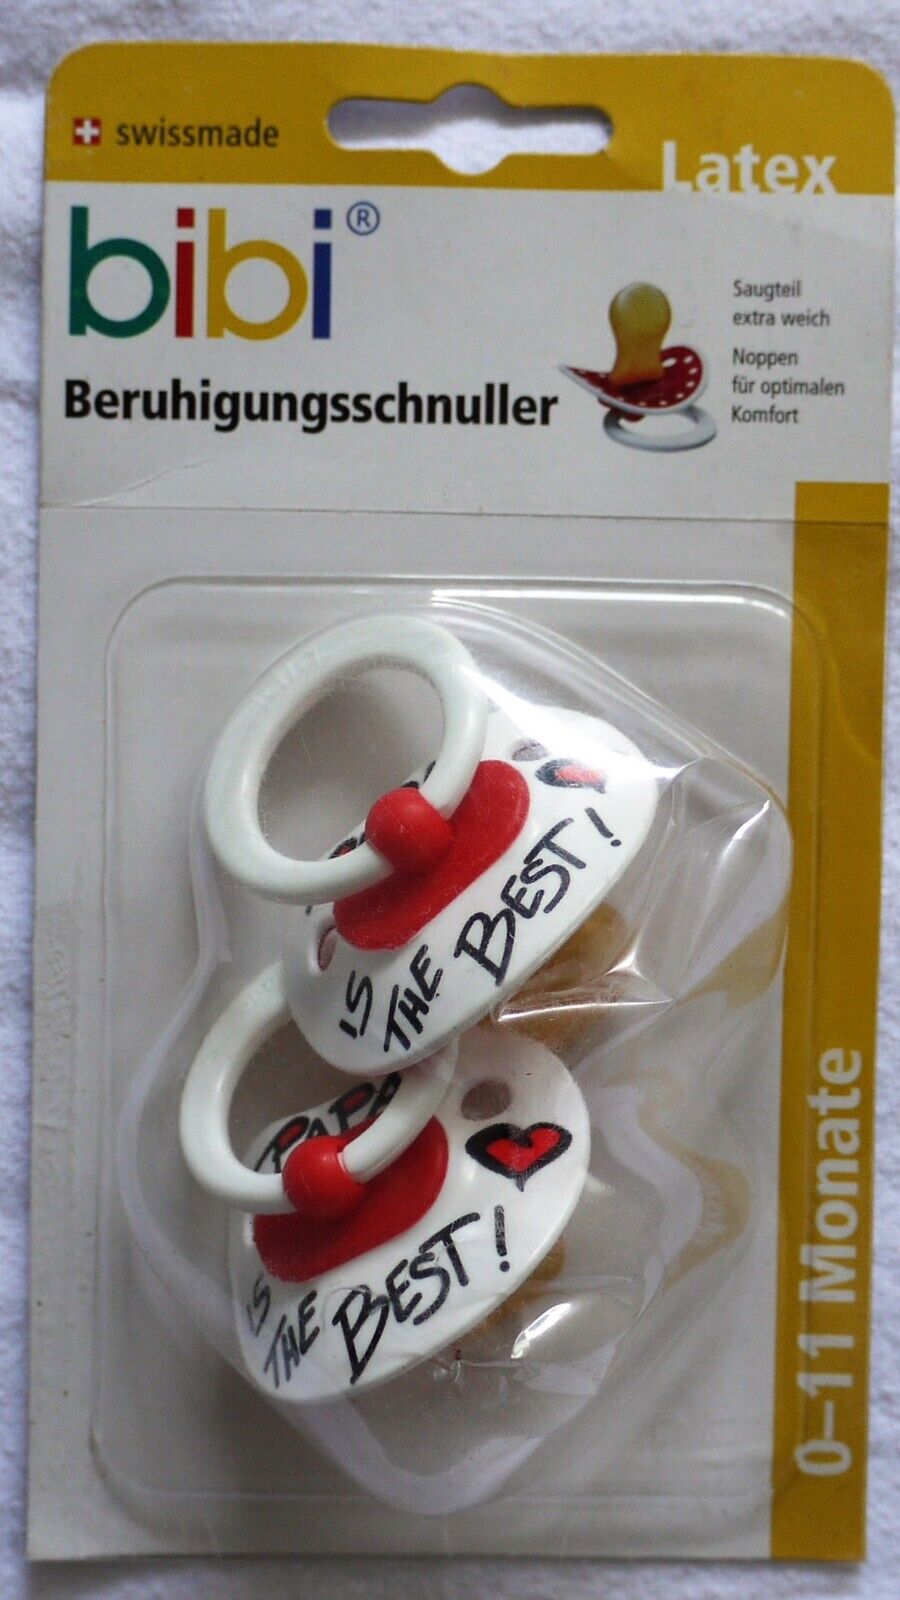 swissmade
Latex
bibi®
Beruhigungsschnuller
Saugteil
extra weich
Noppen
für optimalen
Komfort
IS
THE BEST!
PAPA
IS
THE BEST!
0–11 Monate